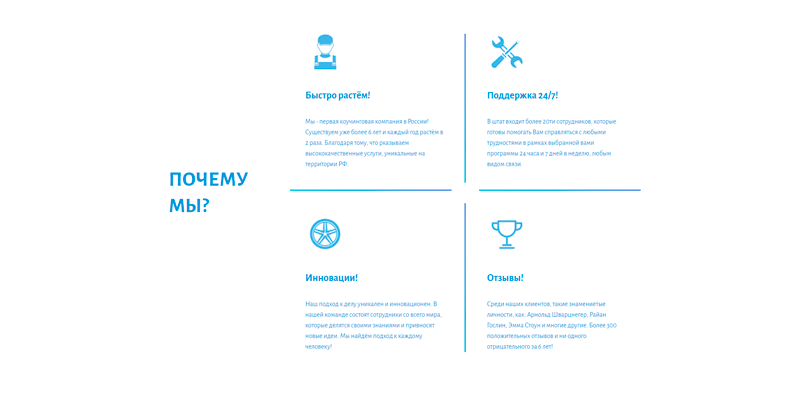 ПОЧЕМУ
МЫ?
Быстро растём!
Мы - первая коучинговая компания в России!
Существуем уже более 6 лет и каждый год растём в
2 раза. Благодаря тому, что оказываем
высококачественные услуги, уникальные на
территории РФ.
Поддержка 24/7!
В штат входит более 20ти сотрудников, которые
готовы помогать Вам справляться с любыми
трудностями в рамках выбранной вами
программы 24 часа и 7 дней в неделю, любым
видом связи.
Инновации!
Наш подход к делу уникален и инновационен. В
нашей команде состоят сотрудники со всего мира,
которые делятся своими знаниями и привносят
новые идеи. Мы найдём подход к каждому
человеку!
Отзывы!
Среди наших клиентов, такие знаменитые
личности, как: Арнольд Шварцнегер, Райан
Гослин, Эмма Стоун и многие другие. Более 300
положительных отзывов и ни одного
отрицательного за 6 лет!